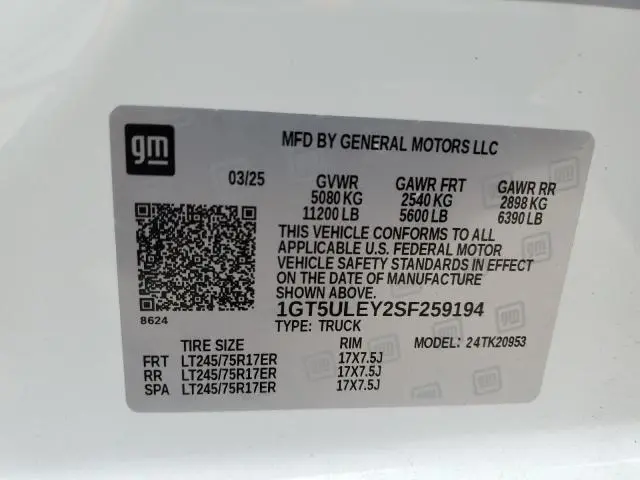 gm
MFD BY GENERAL MOTORS LLC
03/25 GVWR GAWR FRT GAWR RR
5080 KG 2540 KG 2898 KG
11200 LB 5600 LB 6390 LB
THIS VEHICLE CONFORMS TO ALL
APPLICABLE U.S. FEDERAL MOTOR
VEHICLE SAFETY STANDARDS IN EFFECT
ON THE DATE OF MANUFACTURE
SHOWN ABOVE.
8624
1GT5ULEY2SF259194
TYPE: TRUCK
TIRE SIZE RIM MODEL: 24TK20953
FRT LT245/75R17ER 17X7.5J
RR LT245/75R17ER 17X7.5J
SPA LT245/75R17ER 17X7.5J